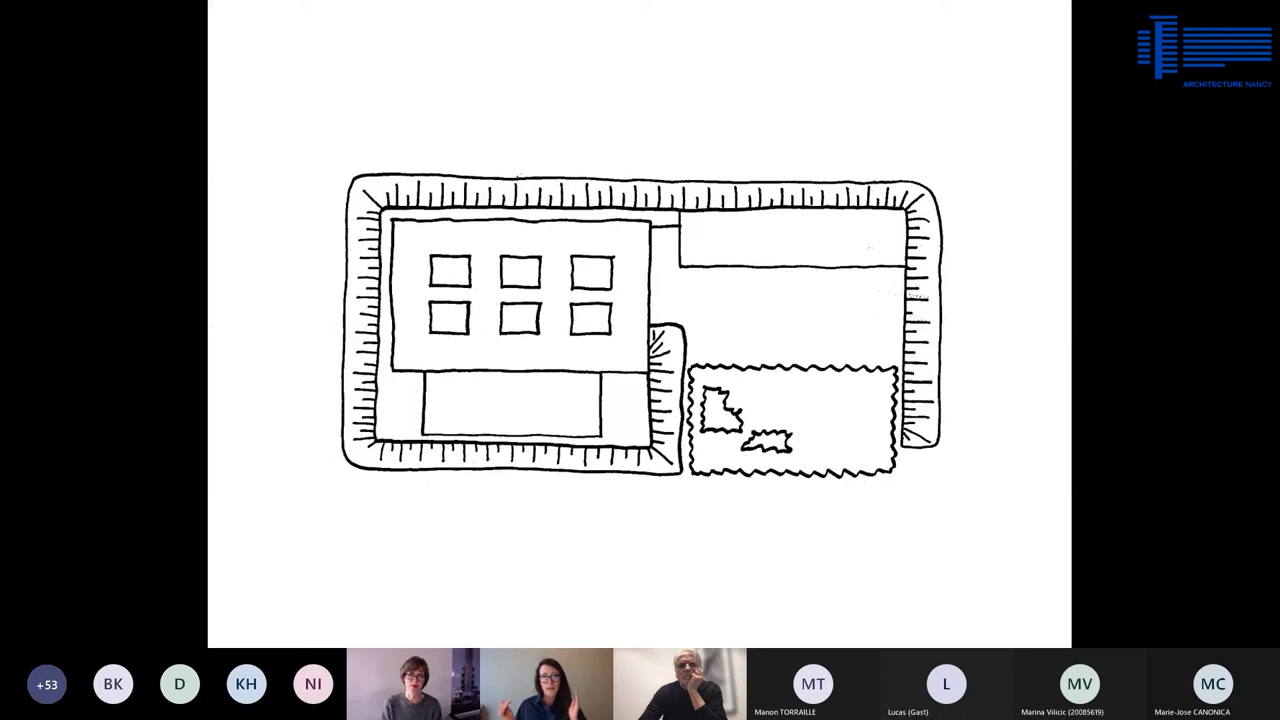 ARCHITECTURE NANCY
+53
BK
D
KH
NI
MT
L
MV
MC
Manon TORRAILLE
Lucas (Gast)
Marina Vilicic (20085619)
Marie-Jose CANONICA